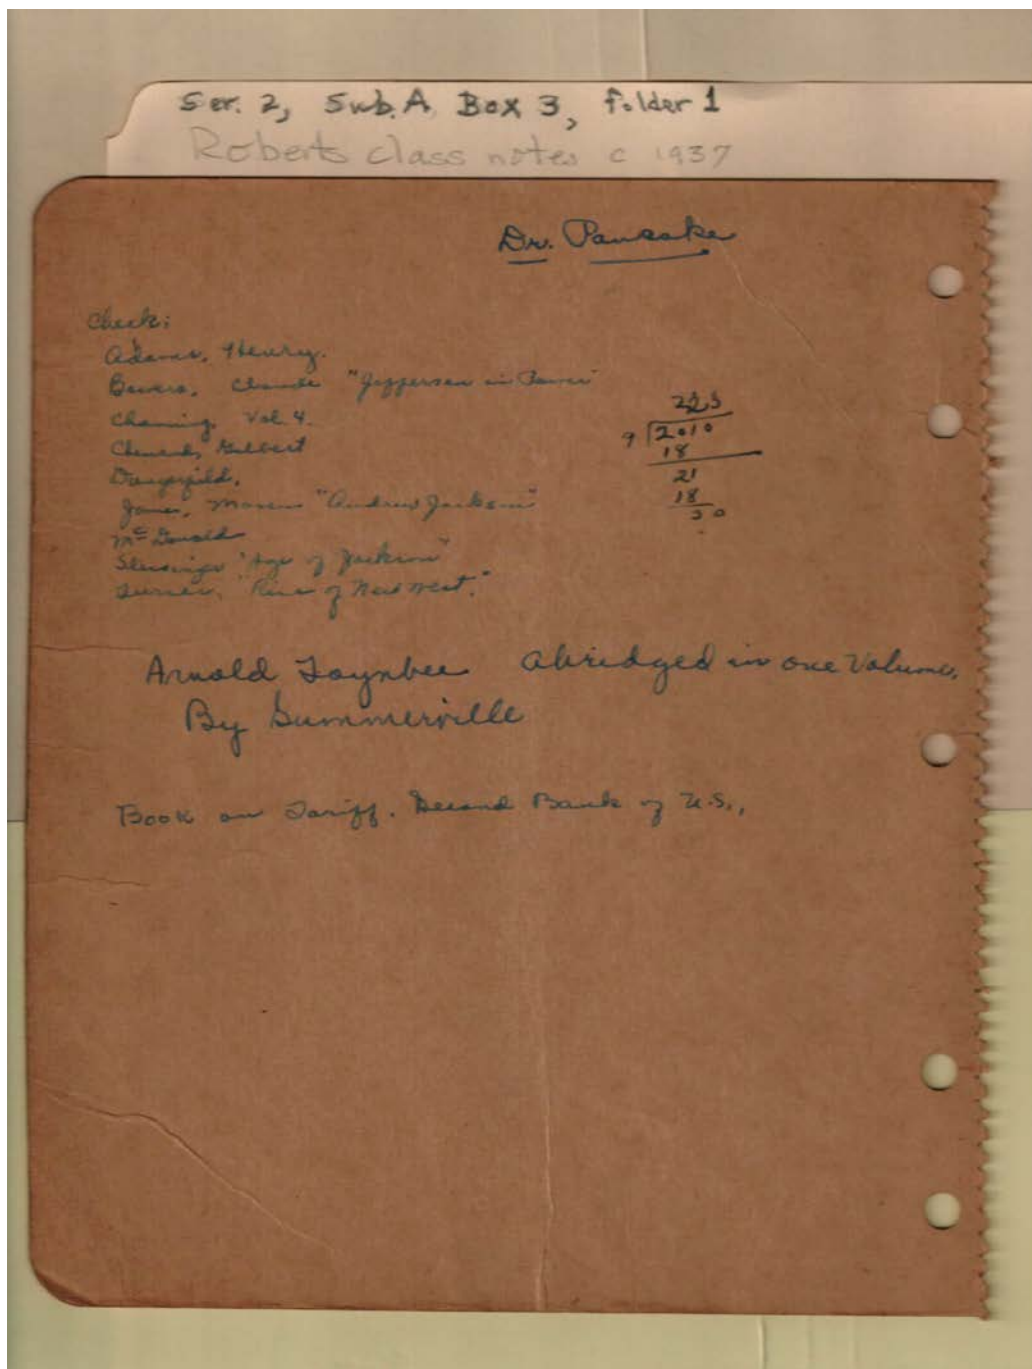 Ser. 2, Sub. A Box 3, Folder 1
Roberts class notes c 1937
Dr. Pancake
Check:
Adams, Henry.
Bowers, Claude "Jefferson in Power"
Channing, Vol. 4.
Chinard, Gilbert
Dangerfield,
James, Marquis "Andrew Jackson"
McDonald
Slessinger "Age of Jackson"
Turner, "Rise of New West."
223
9 2010
18
21
18
30
Arnold Toynbee Abridged in one Volume.
By Summerville
Book on Tariff. Second Bank of U.S.,